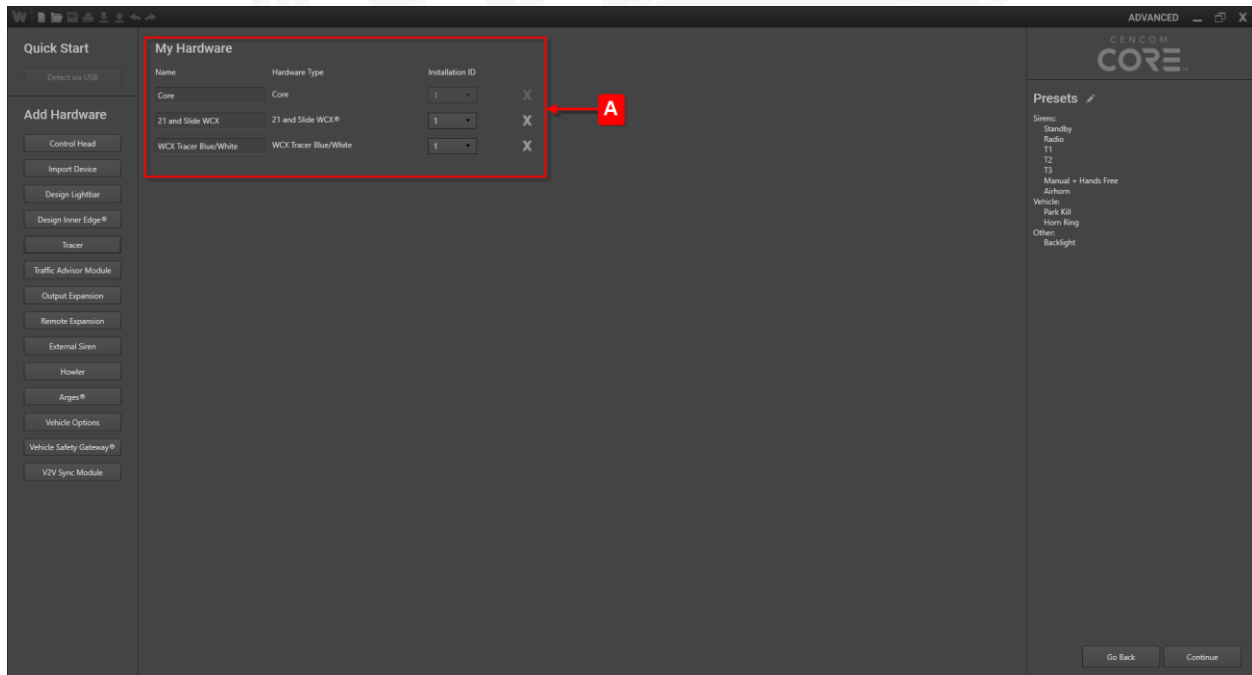 W
ADVANCED
Quick Start
Detect via USB
Add Hardware
Control Head
Import Device
Design Lightbar
Design Inner Edge®
Tracer
Traffic Advisor Module
Output Expansion
Remote Expansion
External Siren
Howler
Arges®
Vehicle Options
Vehicle Safety Gateway®
V2V Sync Module
My Hardware
Name Hardware Type Installation ID
Core Core 1 X
21 and Slide WCX 21 and Slide WCX® 1 X
WCX Tracer Blue/White WCX Tracer Blue/White 1 X
A
CENCOM
CORE™
Presets
Sirens:
Standby
Radio
T1
T2
T3
Manual + Hands Free
Airhorn
Vehicle:
Park Kill
Horn Ring
Other:
Backlight
Go Back Continue